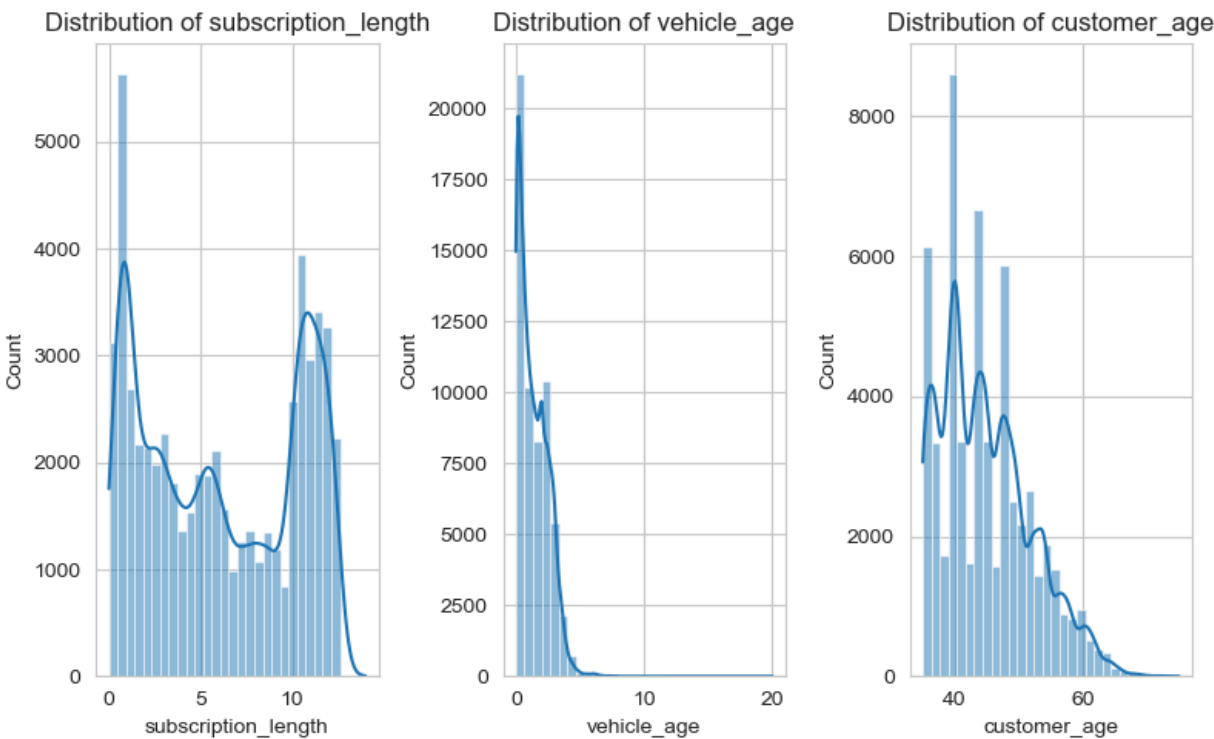 Distribution of subscription_length
5000
4000
3000
2000
1000
0
Count
0 5 10
subscription_length
Distribution of vehicle_age
20000
17500
15000
12500
10000
7500
5000
2500
0
Count
0 10 20
vehicle_age
Distribution of customer_age
8000
6000
4000
2000
0
Count
40 60
customer_age